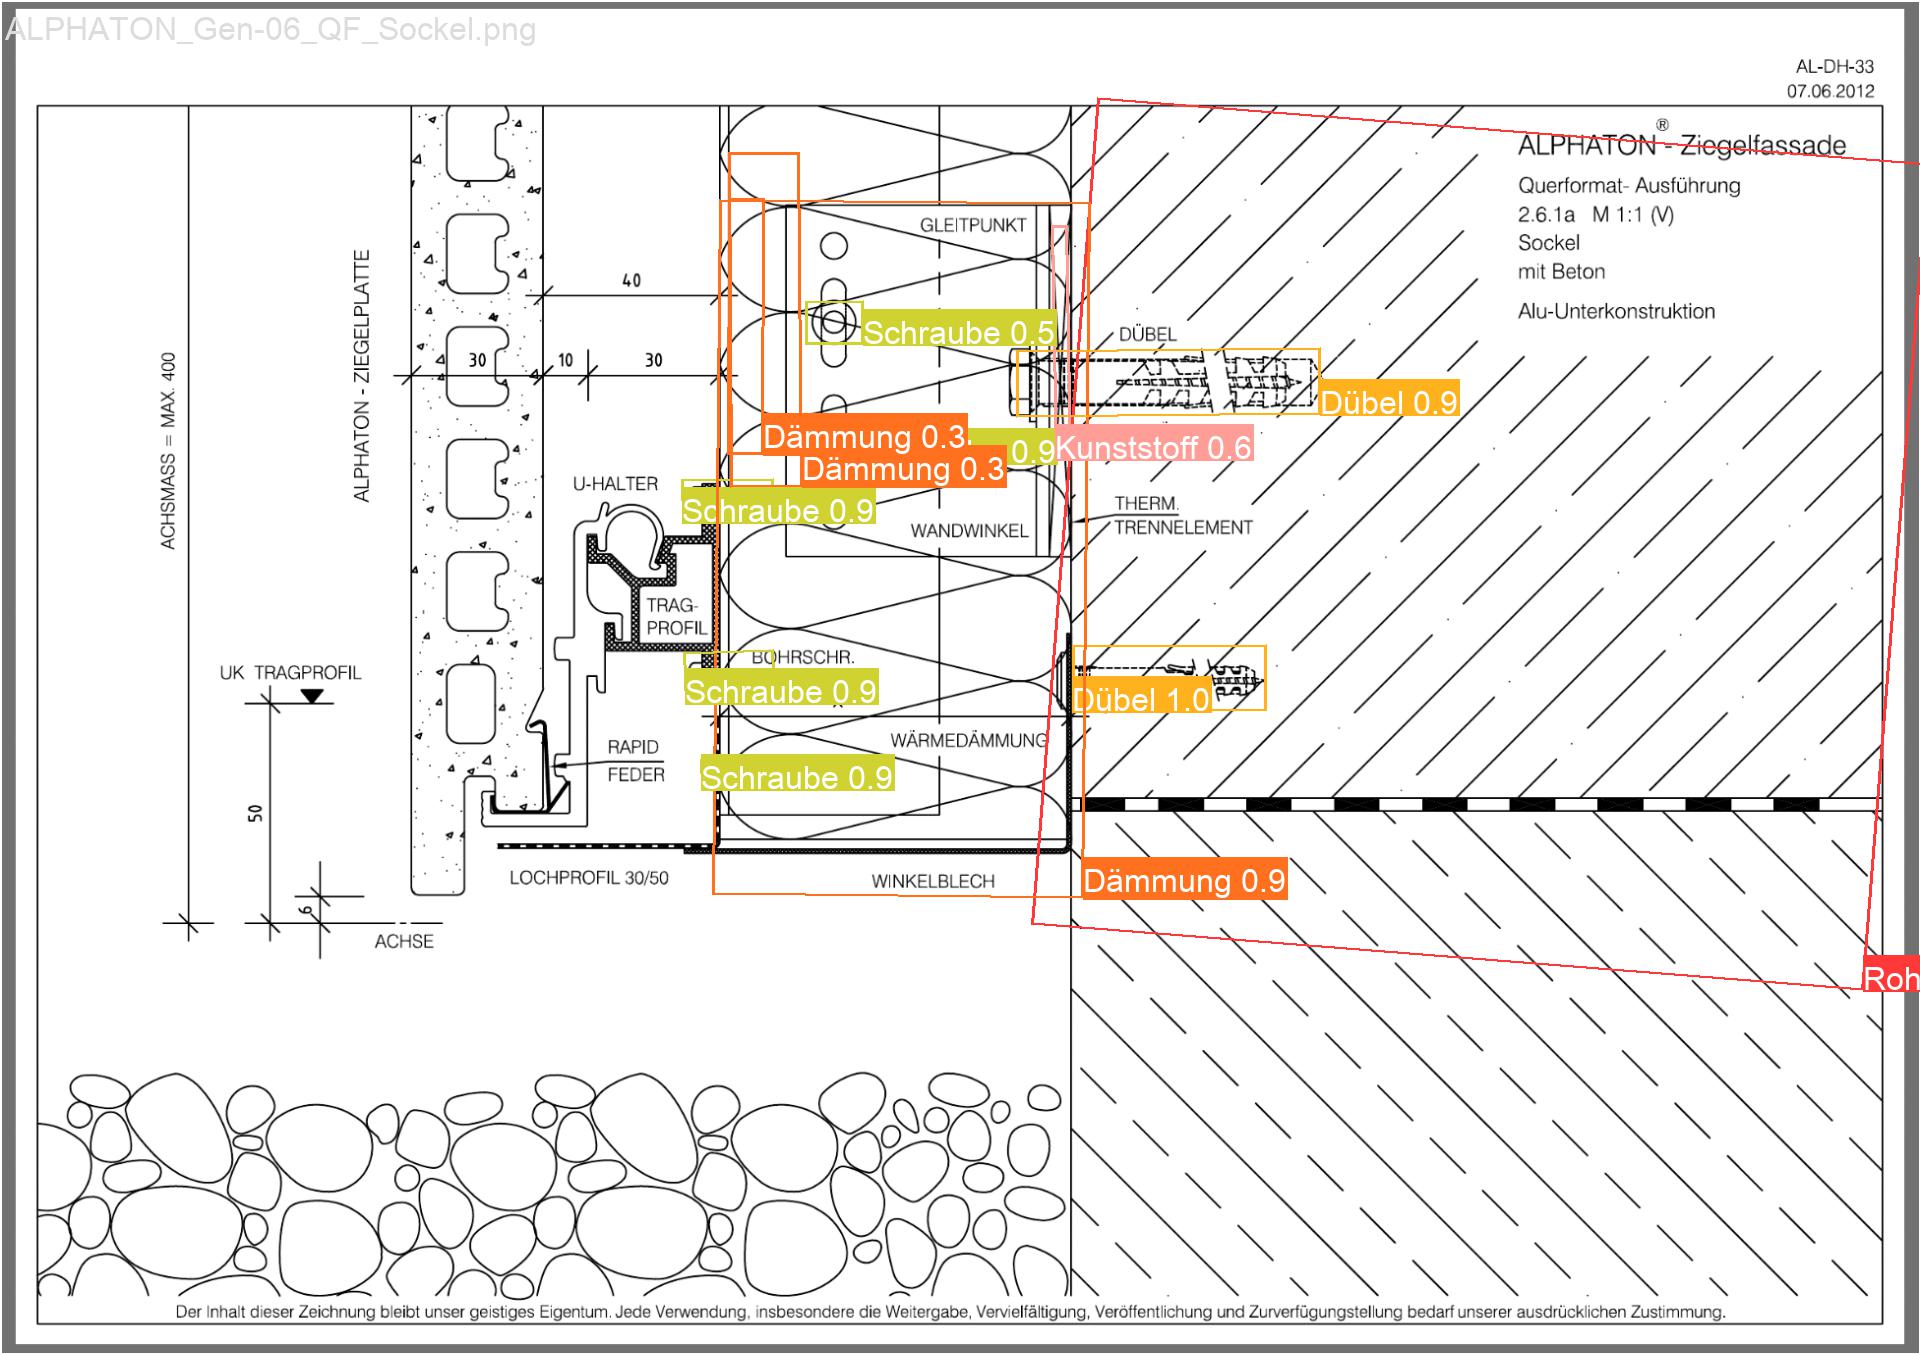 ALPHATON_Gen-06_QF_Sockel.png
AL-DH-33
07.06.2012
ALPHATON® - Ziegelfassade
Querformat- Ausführung
2.6.1a M 1:1 (V)
Sockel
mit Beton
Alu-Unterkonstruktion
GLEITPUNKT
40
ALPHATON - ZIEGELPLATTE
ACHSMASS = MAX. 400
Schraube 0.5
DÜBEL
30
10
30
Dübel 0.9
Dämmung 0.3
0.9
Kunststoff 0.6
Dämmung 0.3
U-HALTER
Schraube 0.9
WANDWINKEL
THERM.
TRENNELEMENT
TRAG-
PROFIL
BOHRSCHR.
UK TRAGPROFIL
Schraube 0.9
Dübel 1.0
RAPID
FEDER
WÄRMEDÄMMUNG
Schraube 0.9
50
LOCHPROFIL 30/50
WINKELBLECH
Dämmung 0.9
6
ACHSE
Roh
Der Inhalt dieser Zeichnung bleibt unser geistiges Eigentum. Jede Verwendung, insbesondere die Weitergabe, Vervielfältigung, Veröffentlichung und Zurverfügungstellung bedarf unserer ausdrücklichen Zustimmung.